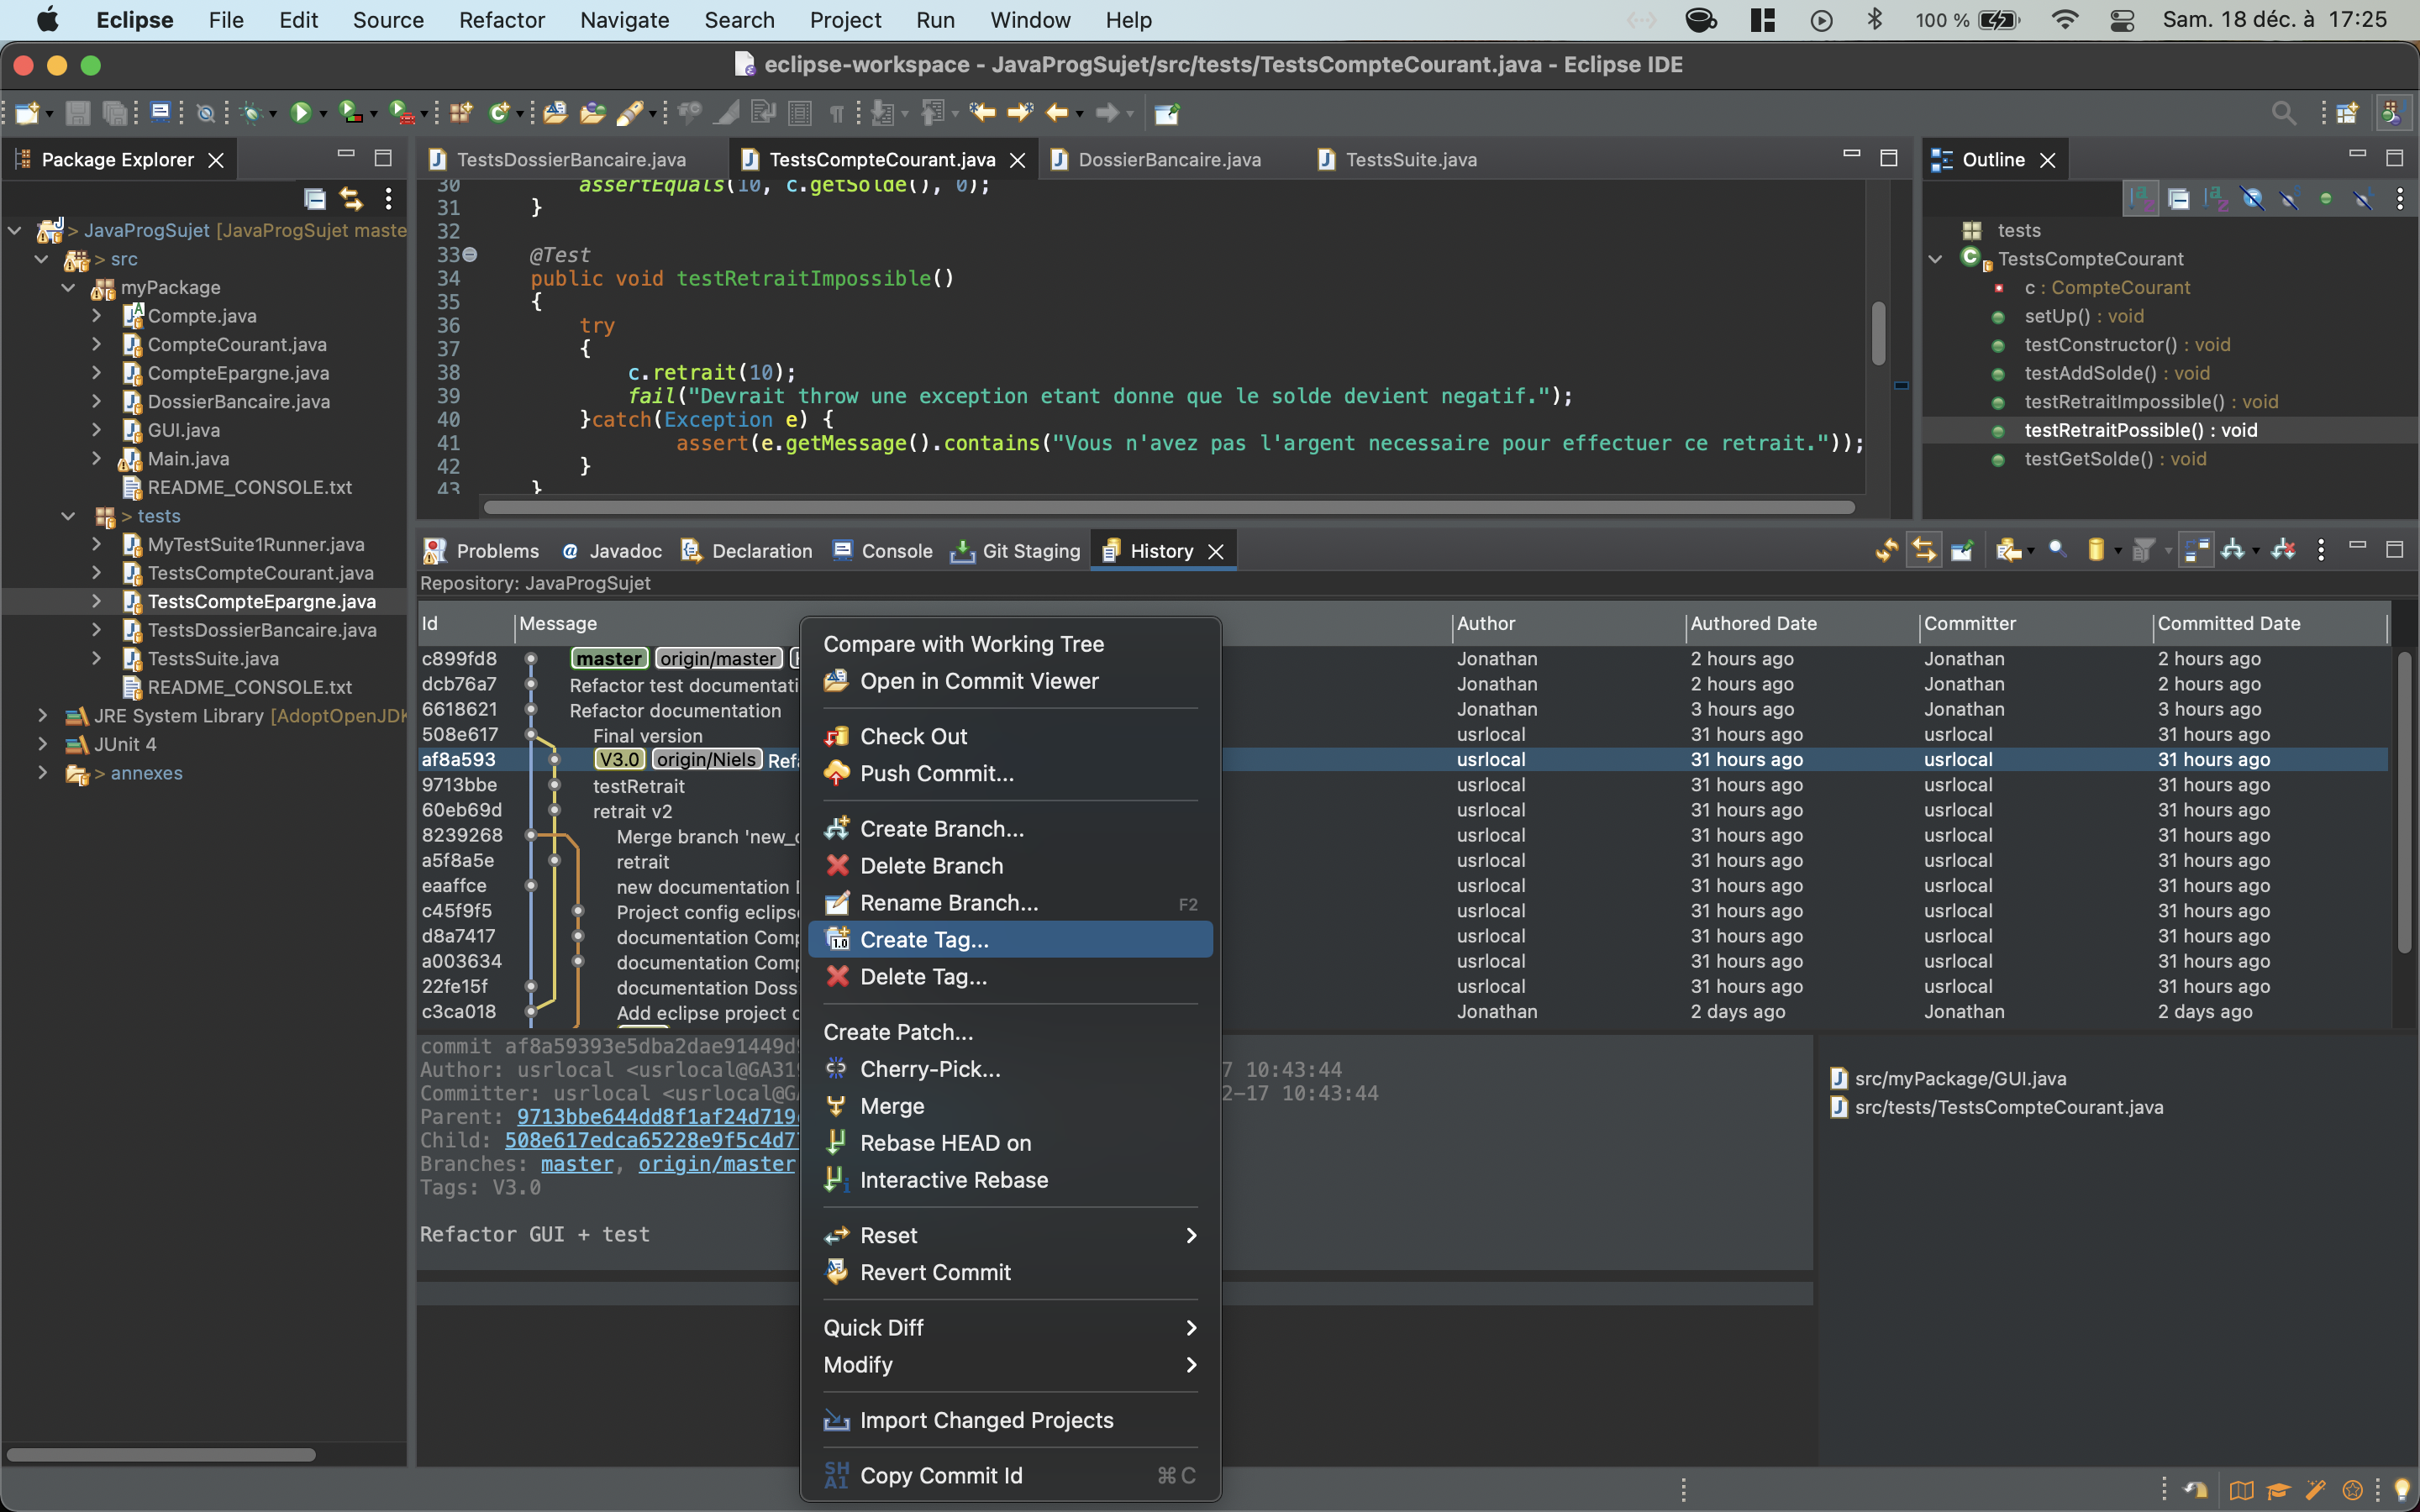 Eclipse File Edit Source Refactor Navigate Search Project Run Window Help 100 % Sam. 18 déc. à 17:25
eclipse-workspace - JavaProgSujet/src/tests/TestsCompteCourant.java - Eclipse IDE
Package Explorer
> JavaProgSujet [JavaProgSujet maste
> src
myPackage
Compte.java
CompteCourant.java
CompteEpargne.java
DossierBancaire.java
GUI.java
Main.java
README_CONSOLE.txt
> tests
MyTestSuite1Runner.java
TestsCompteCourant.java
TestsCompteEpargne.java
TestsDossierBancaire.java
TestsSuite.java
README_CONSOLE.txt
JRE System Library [AdoptOpenJDK
JUnit 4
> annexes
TestsDossierBancaire.java TestsCompteCourant.java DossierBancaire.java TestsSuite.java
30 assertEquals(10, c.getSolde(), 0);
31 }
32
33 @Test
34 public void testRetraitImpossible()
35 {
36 try
37 {
38 c.retrait(10);
39 fail("Devrait throw une exception etant donne que le solde devient negatif.");
40 }catch(Exception e) {
41 assert(e.getMessage().contains("Vous n'avez pas l'argent necessaire pour effectuer ce retrait."));
42 }
43 }
Outline
tests
TestsCompteCourant
c : CompteCourant
setUp() : void
testConstructor() : void
testAddSolde() : void
testRetraitImpossible() : void
testRetraitPossible() : void
testGetSolde() : void
Problems Javadoc Declaration Console Git Staging History
Repository: JavaProgSujet
Id Message Author Authored Date Committer Committed Date
c899fd8 master origin/master Jonathan 2 hours ago Jonathan 2 hours ago
dcb76a7 Refactor test documentati Jonathan 2 hours ago Jonathan 2 hours ago
6618621 Refactor documentation Jonathan 3 hours ago Jonathan 3 hours ago
508e617 Final version usrlocal 31 hours ago usrlocal 31 hours ago
af8a593 V3.0 origin/Niels Refa usrlocal 31 hours ago usrlocal 31 hours ago
9713bbe testRetrait usrlocal 31 hours ago usrlocal 31 hours ago
60eb69d retrait v2 usrlocal 31 hours ago usrlocal 31 hours ago
8239268 Merge branch 'new_c usrlocal 31 hours ago usrlocal 31 hours ago
a5f8a5e retrait usrlocal 31 hours ago usrlocal 31 hours ago
eaaffce new documentation usrlocal 31 hours ago usrlocal 31 hours ago
c45f9f5 Project config eclips usrlocal 31 hours ago usrlocal 31 hours ago
d8a7417 documentation Comp usrlocal 31 hours ago usrlocal 31 hours ago
a003634 documentation Comp usrlocal 31 hours ago usrlocal 31 hours ago
22fe15f documentation Doss usrlocal 31 hours ago usrlocal 31 hours ago
c3ca018 Add eclipse project c Jonathan 2 days ago Jonathan 2 days ago
Compare with Working Tree
Open in Commit Viewer
Check Out
Push Commit...
Create Branch...
Delete Branch
Rename Branch... F2
Create Tag...
Delete Tag...
Create Patch...
Cherry-Pick...
Merge
Rebase HEAD on
Interactive Rebase
Reset
Revert Commit
Quick Diff
Modify
Import Changed Projects
Copy Commit Id ⌘C
commit af8a59393e5dba2dae91449d
Author: usrlocal <usrlocal@GA31 7 10:43:44
Committer: usrlocal <usrlocal@G 2-17 10:43:44
Parent: 9713bbe644dd8f1af24d719
Child: 508e617edca65228e9f5c4d7
Branches: master, origin/master
Tags: V3.0
Refactor GUI + test
src/myPackage/GUI.java
src/tests/TestsCompteCourant.java